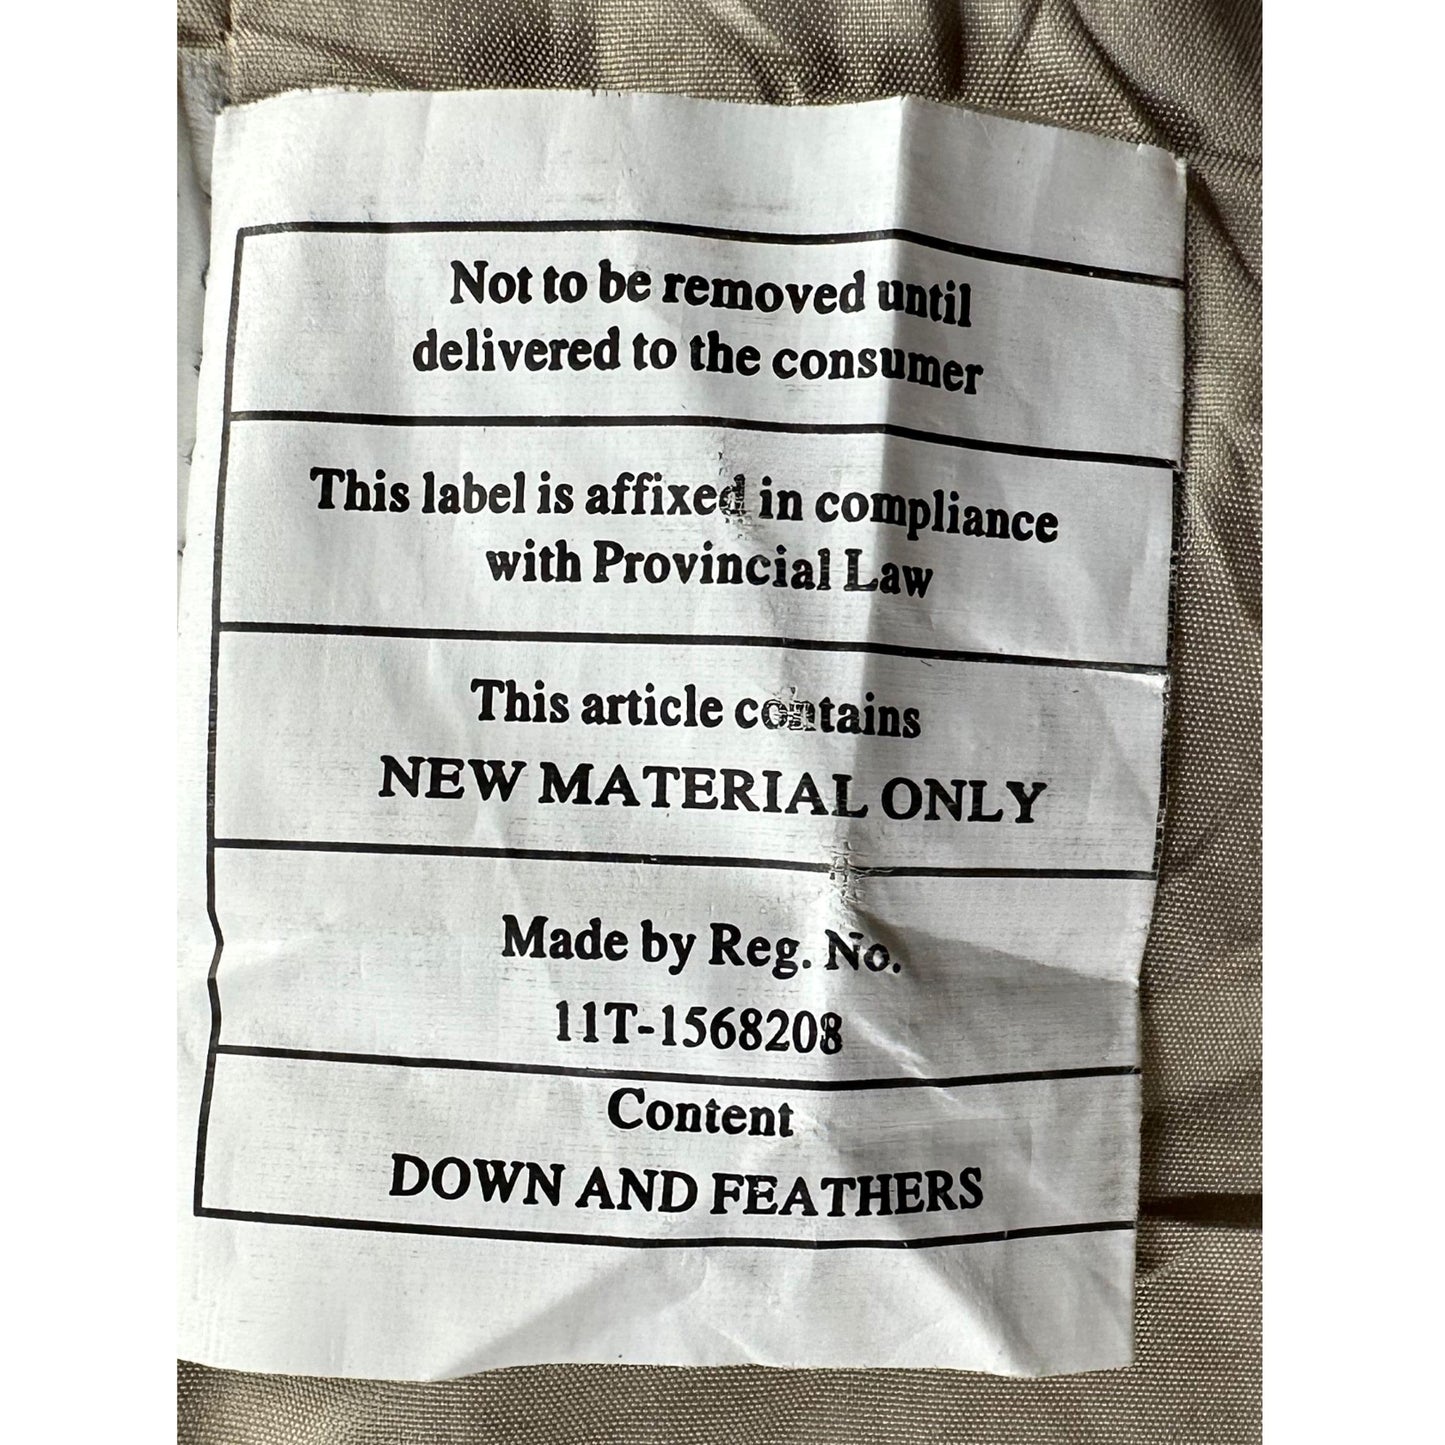 Not to be removed until
delivered to the consumer
This label is affixed in compliance
with Provincial Law
This article contains
NEW MATERIAL ONLY
Made by Reg. No.
11T-1568208
Content
DOWN AND FEATHERS